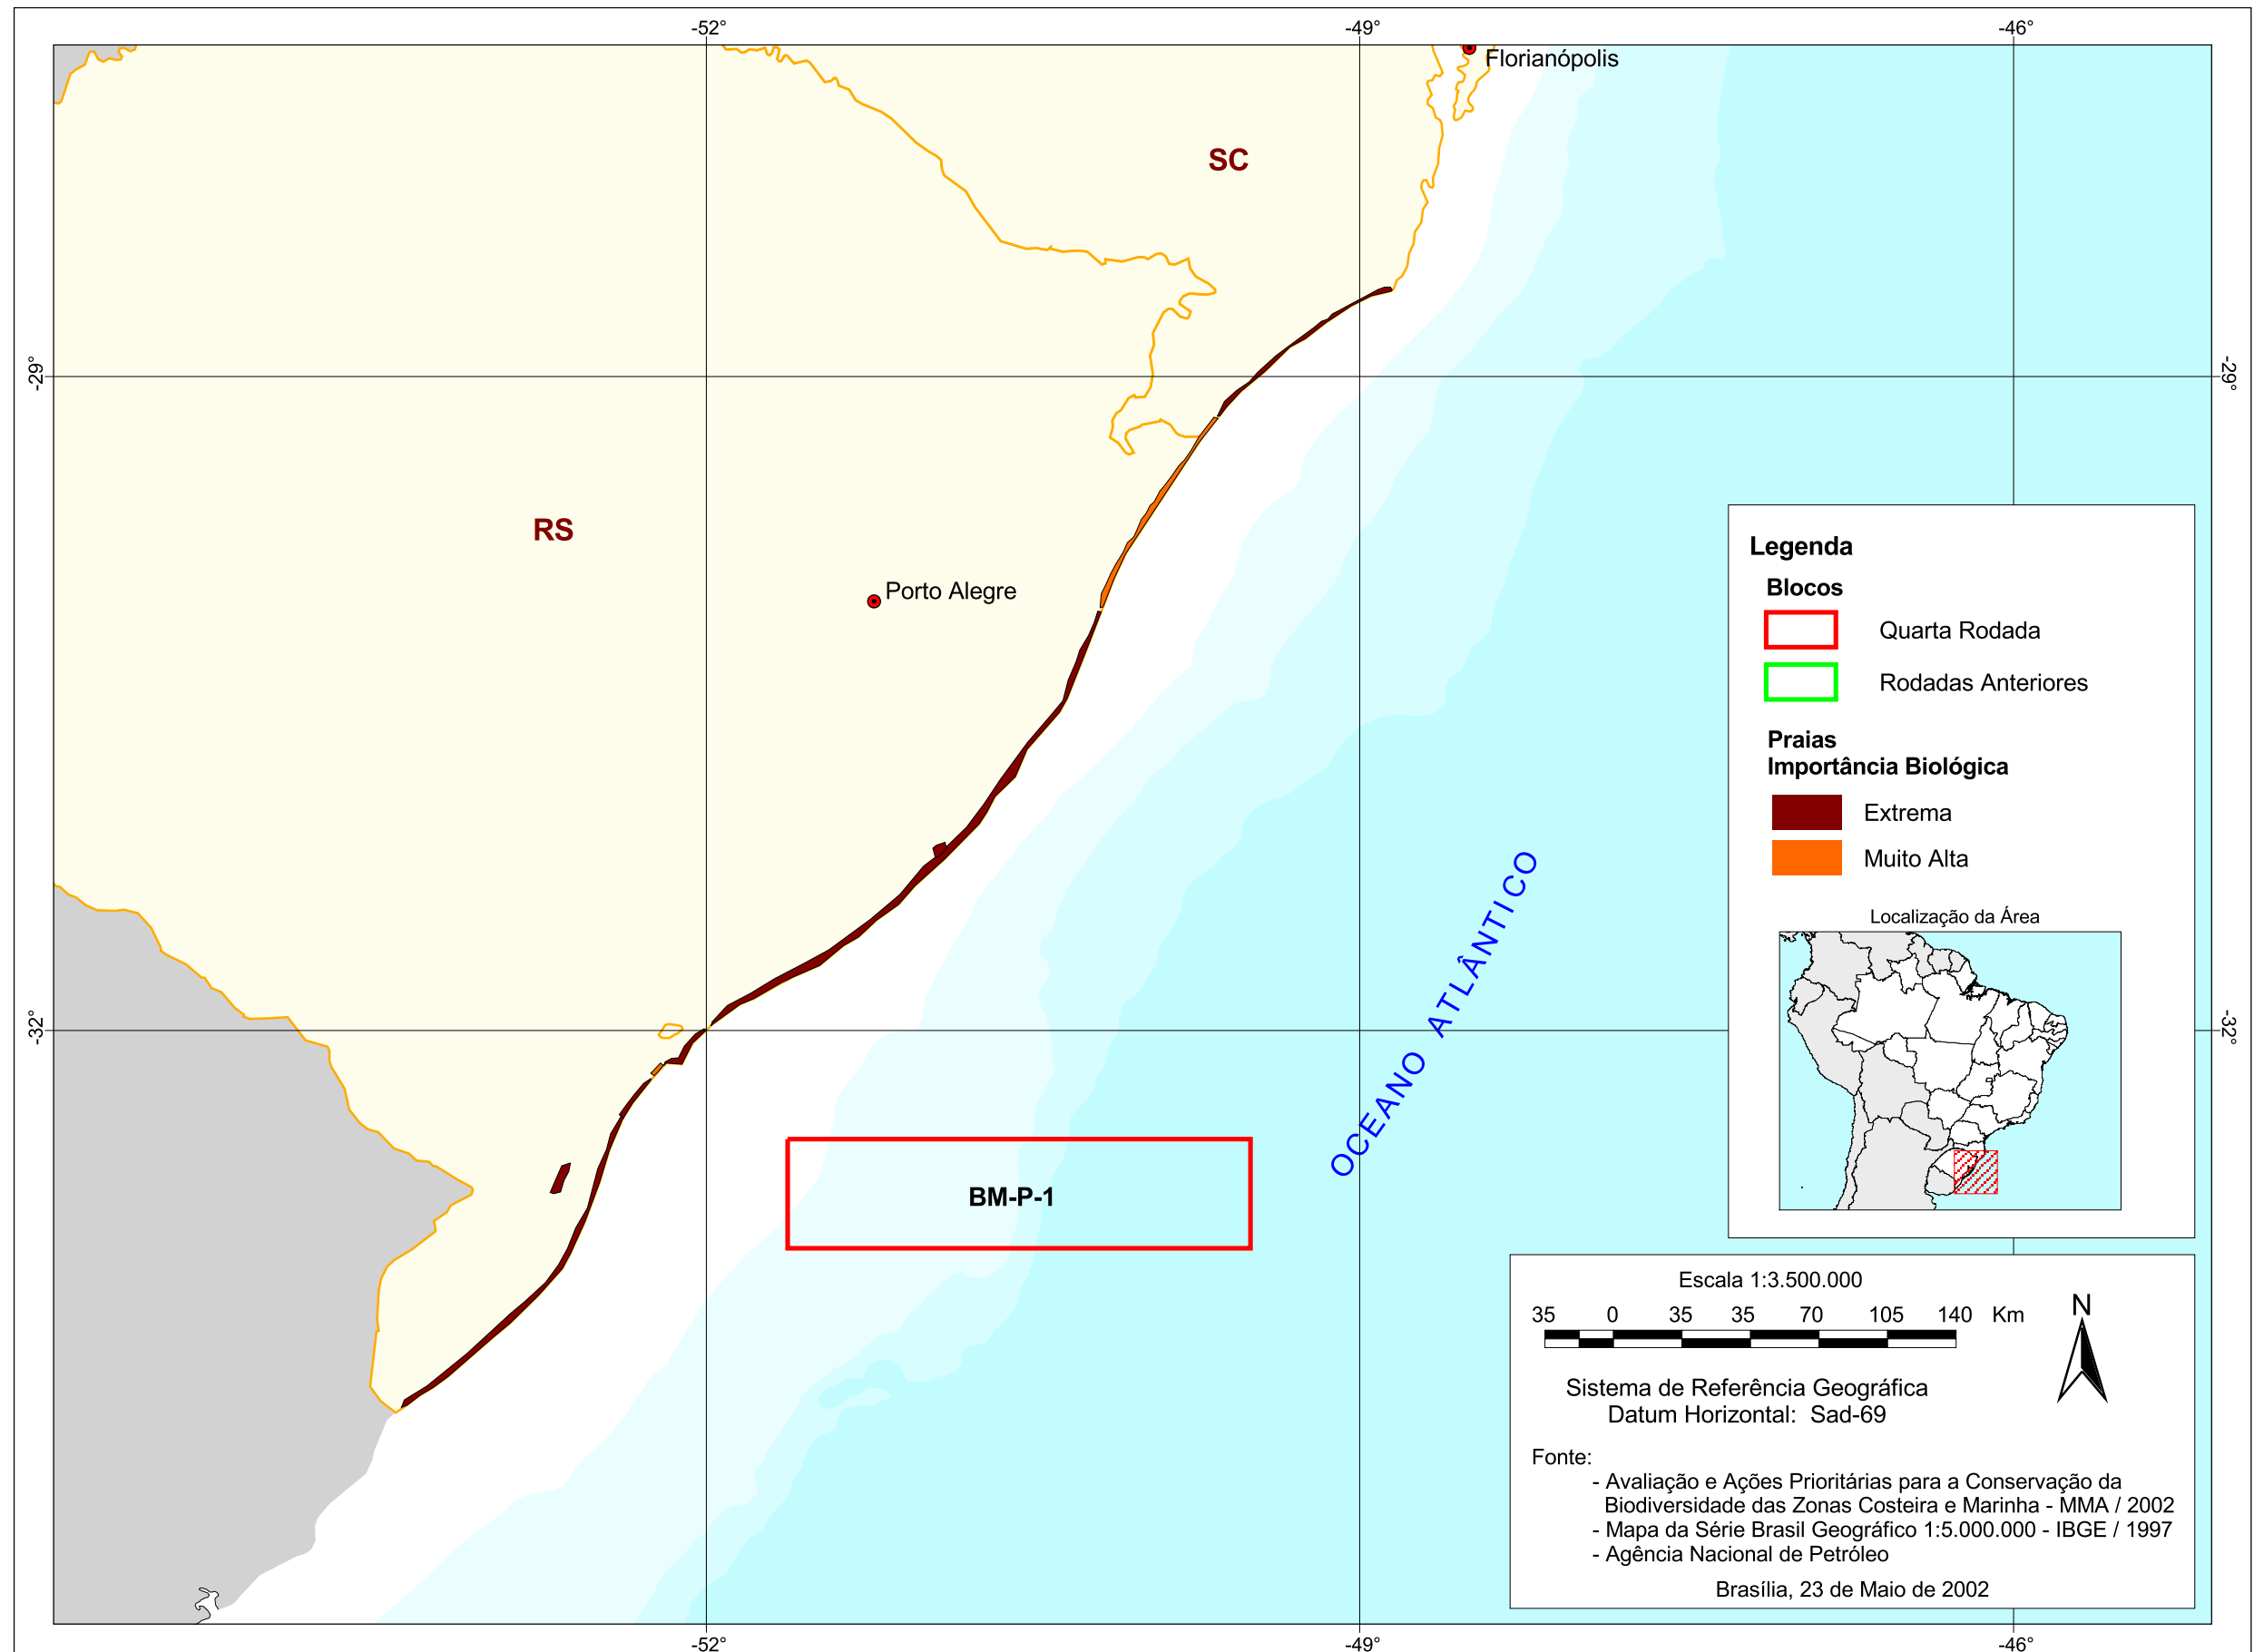 -52°
-49°
-46°
Florianópolis
SC
-29°
-29°
RS
Porto Alegre
Legenda
Blocos
Quarta Rodada
Rodadas Anteriores
Praias
Importância Biológica
Extrema
Muito Alta
Localização da Área
OCEANO ATLÂNTICO
-32°
-32°
BM-P-1
Escala 1:3.500.000
35 0 35 35 70 105 140 Km
N
Sistema de Referência Geográfica
Datum Horizontal: Sad-69
Fonte:
- Avaliação e Ações Prioritárias para a Conservação da
Biodiversidade das Zonas Costeira e Marinha - MMA / 2002
- Mapa da Série Brasil Geográfico 1:5.000.000 - IBGE / 1997
- Agência Nacional de Petróleo
Brasília, 23 de Maio de 2002
-52°
-49°
-46°